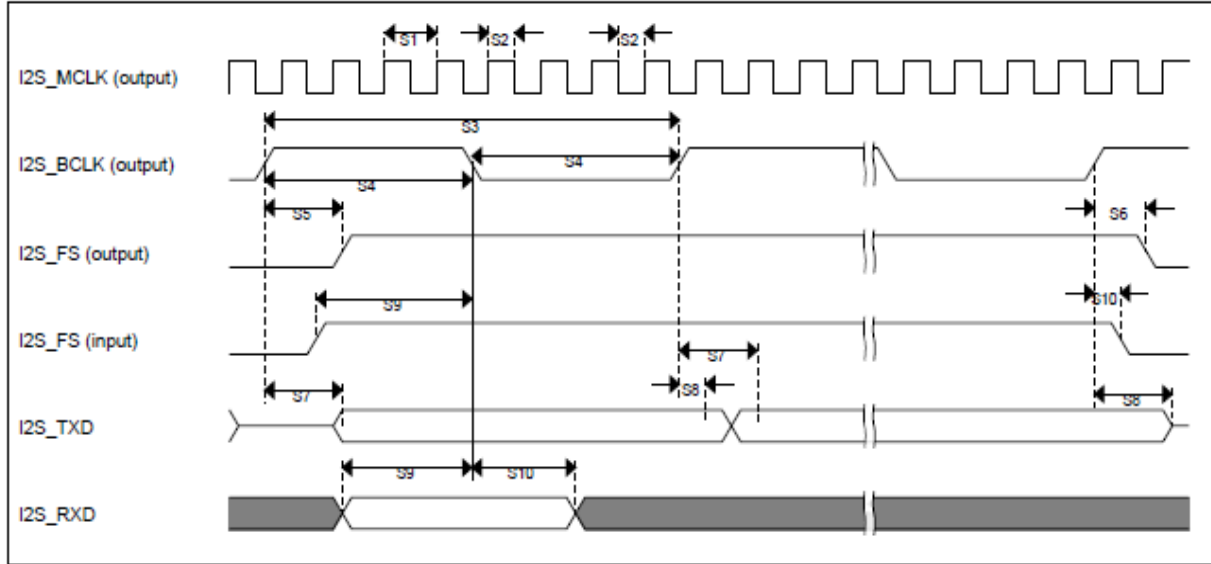 S1 S2 S2
I2S_MCLK (output)
S3
I2S_BCLK (output)
S4
S4
S5 S6
I2S_FS (output)
S9 S10
I2S_FS (input)
S7
S7 S8 S8
I2S_TXD
S9 S10
I2S_RXD